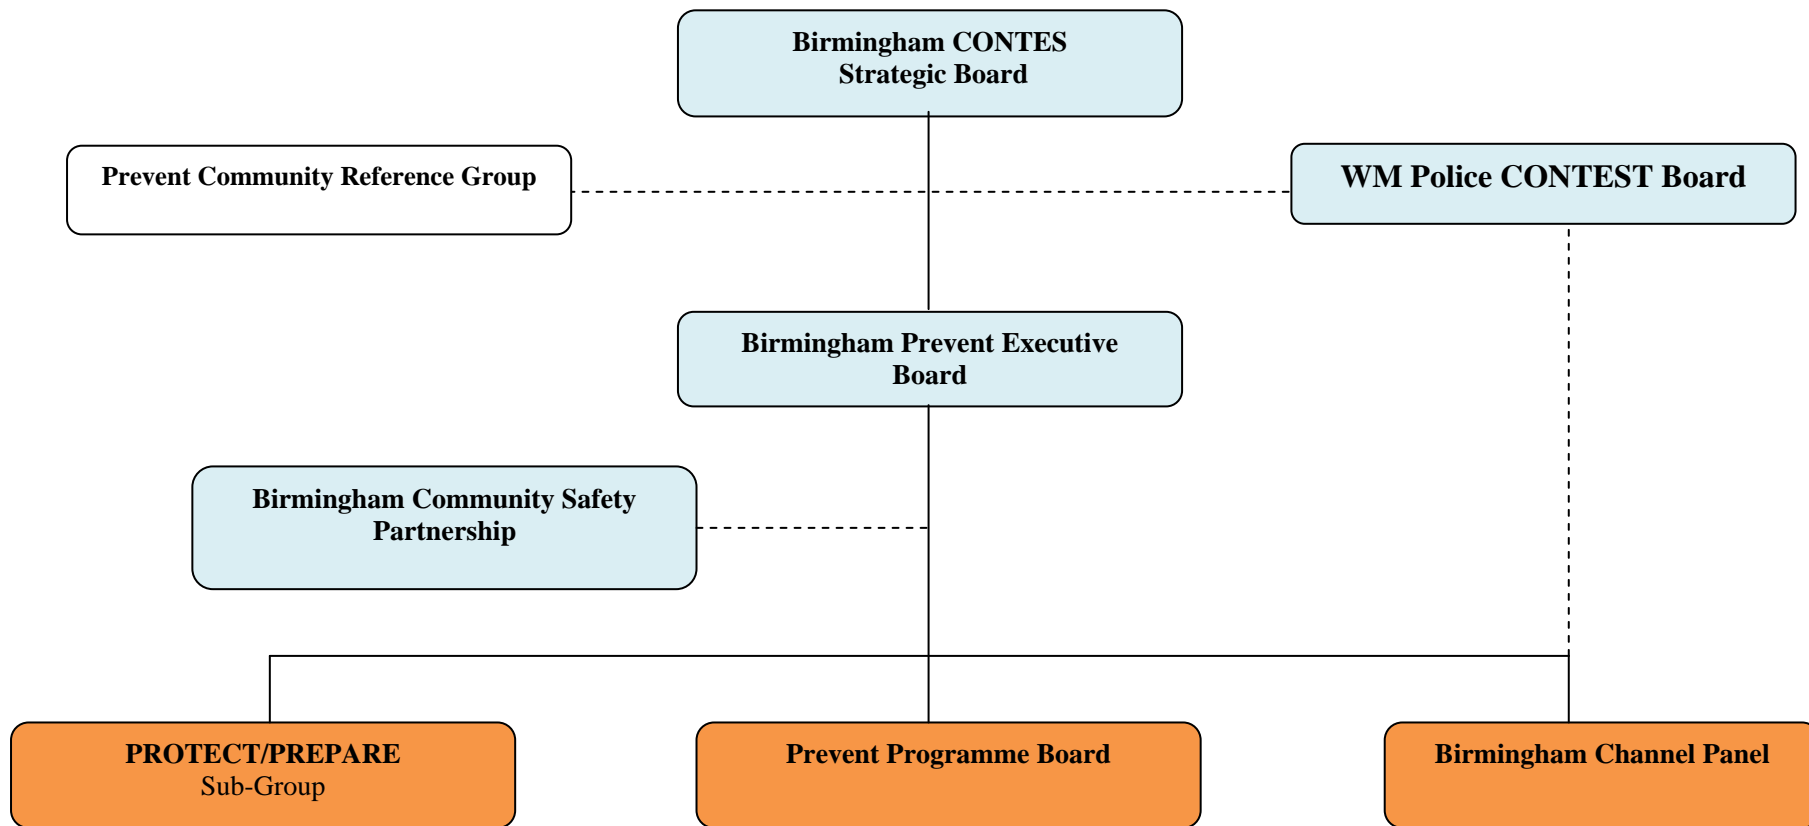 Birmingham CONTES
Strategic Board
Prevent Community Reference Group
WM Police CONTEST Board
Birmingham Prevent Executive
Board
Birmingham Community Safety
Partnership
PROTECT/PREPARE
Sub-Group
Prevent Programme Board
Birmingham Channel Panel